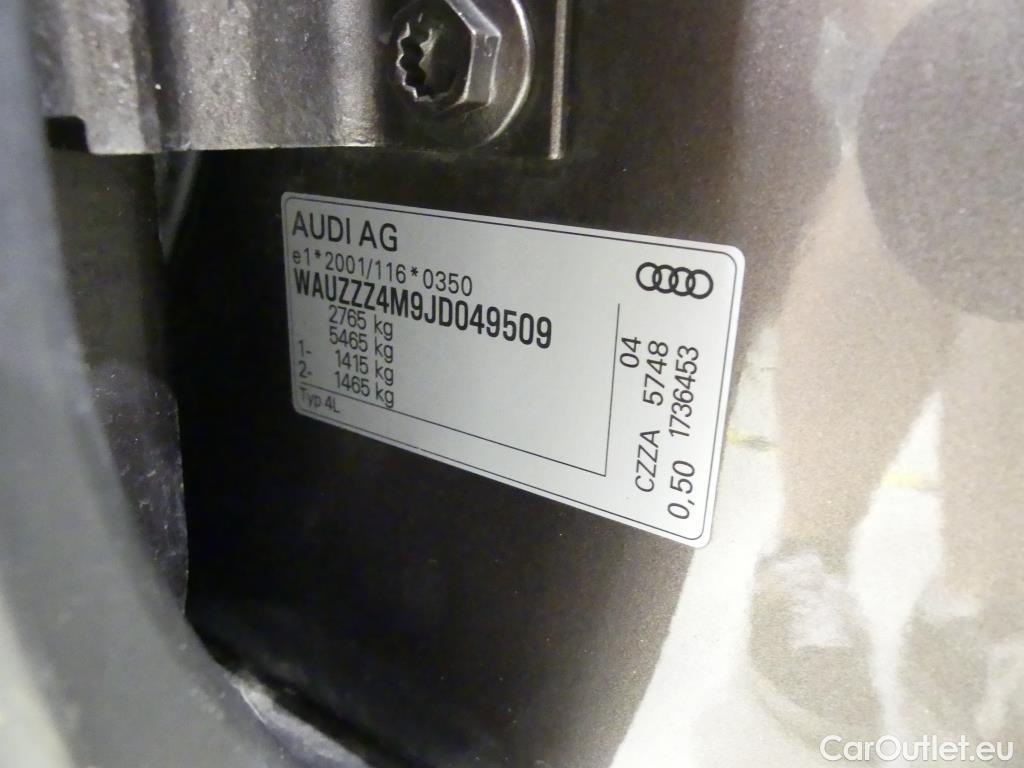 AUDI AG
e1*2001/116*0350
WAUZZZ4M9JD049509
2765 kg
5465 kg
1- 1415 kg
2- 1465 kg
Typ 4L
04
CZZA 5748
0,50 1736453
CarOutlet.eu